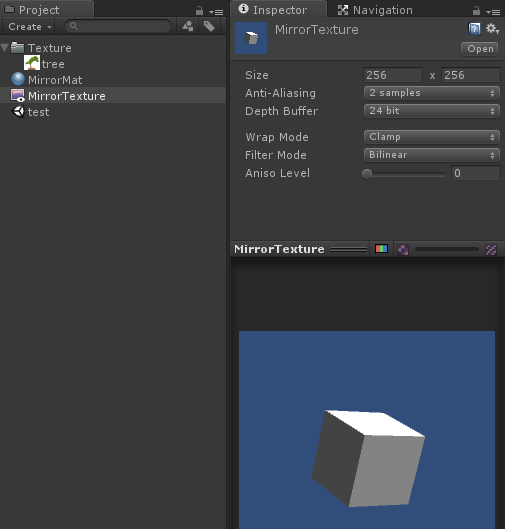 Project
Create
Texture
tree
MirrorMat
MirrorTexture
test
Inspector
Navigation
MirrorTexture
Open
Size 256 x 256
Anti-Aliasing 2 samples
Depth Buffer 24 bit
Wrap Mode Clamp
Filter Mode Bilinear
Aniso Level 0
MirrorTexture